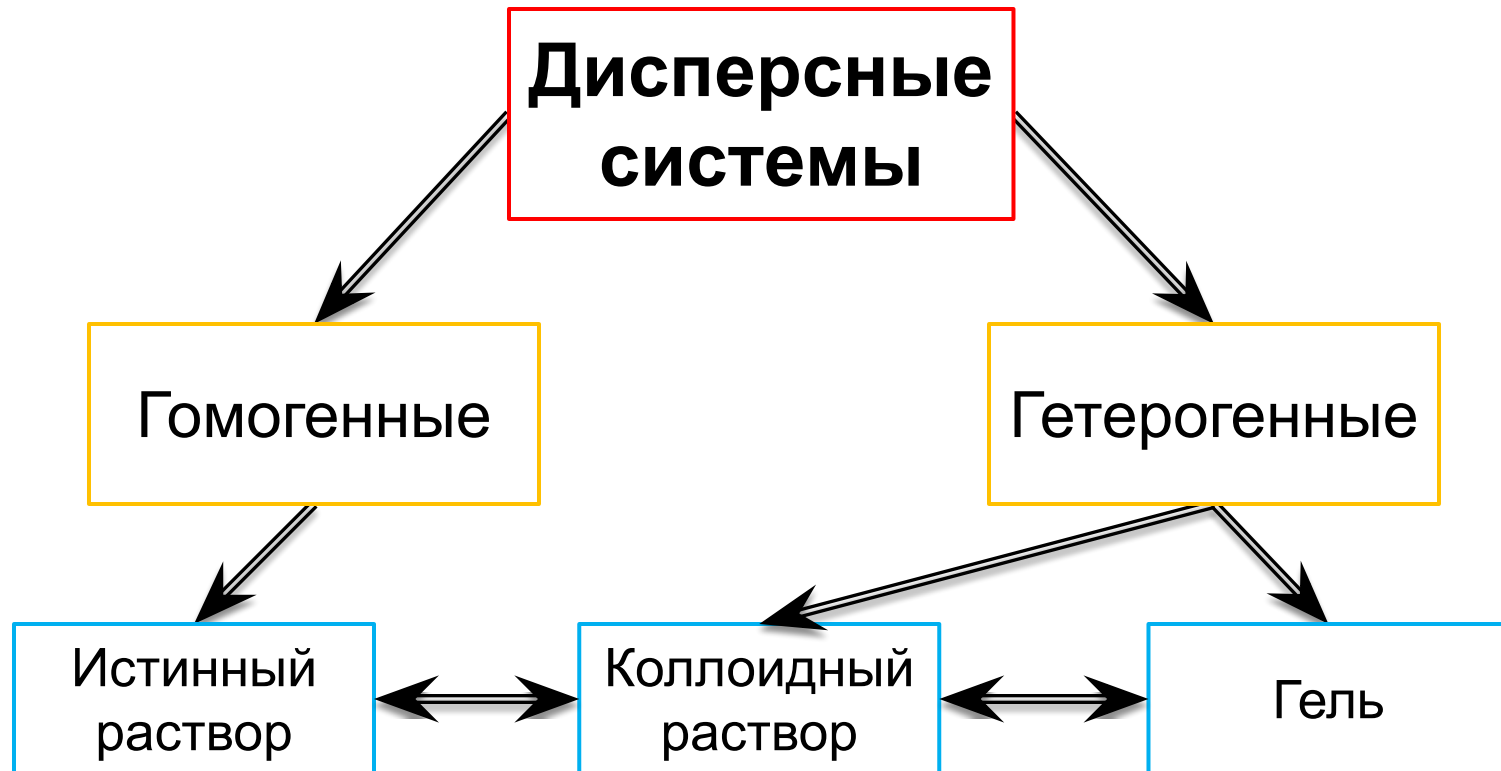 Дисперсные
системы
Гомогенные
Гетерогенные
Истинный
раствор
Коллоидный
раствор
Гель